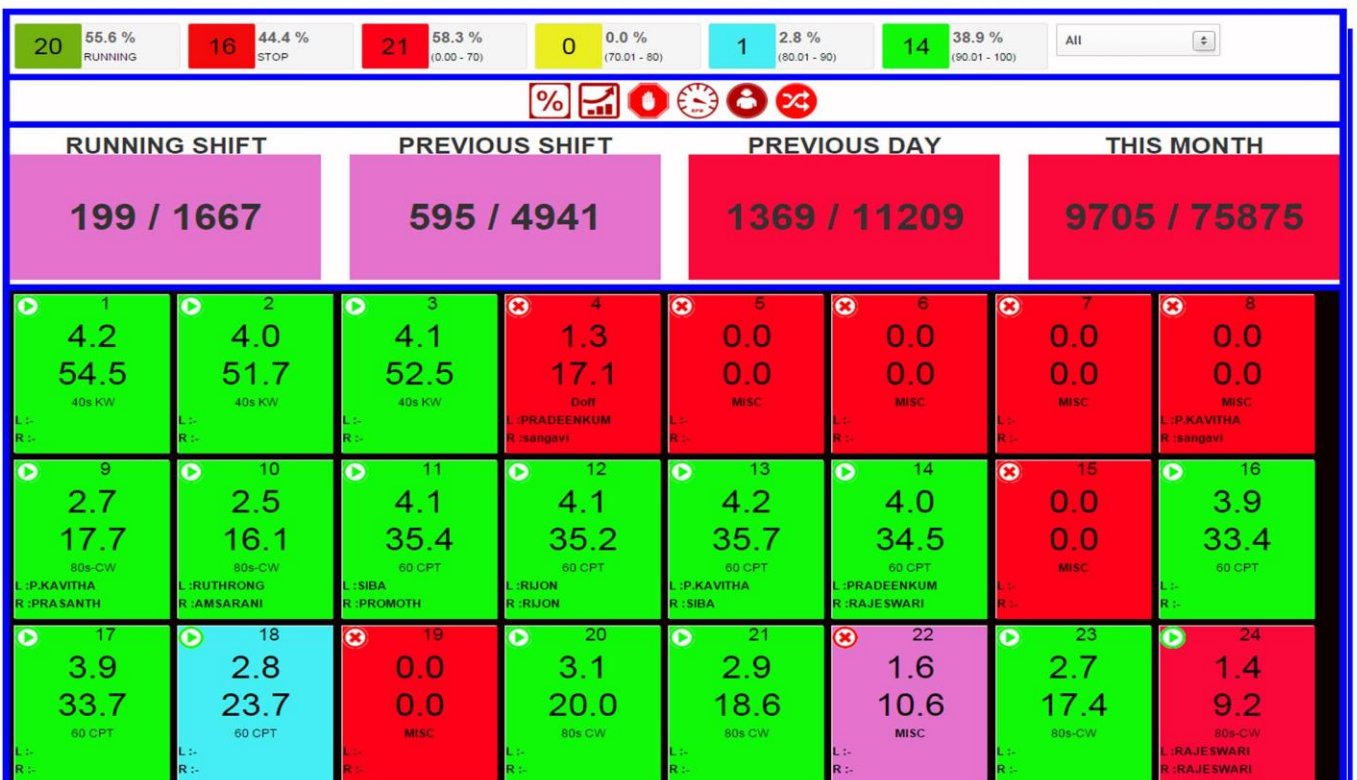 20 55.6 % RUNNING 16 44.4 % STOP 21 58.3 % (0.00 - 70) 0 0.0 % (70.01 - 80) 1 2.8 % (80.01 - 90) 14 38.9 % (90.01 - 100) All
% RPM
RUNNING SHIFT PREVIOUS SHIFT PREVIOUS DAY THIS MONTH
199 / 1667 595 / 4941 1369 / 11209 9705 / 75875
1 2 3 4 5 6 7 8
4.2 4.0 4.1 1.3 0.0 0.0 0.0 0.0
54.5 51.7 52.5 17.1 0.0 0.0 0.0 0.0
40s KW 40s KW 40s KW Doff MISC MISC MISC MISC
L :- L :- L :- L :PRADEENKUM L :- L :- L :- L :P.KAVITHA
R :- R :- R :- R :sangavi R :- R :- R :- R :sangavi
9 10 11 12 13 14 15 16
2.7 2.5 4.1 4.1 4.2 4.0 0.0 3.9
17.7 16.1 35.4 35.2 35.7 34.5 0.0 33.4
80s-CW 80s-CW 60 CPT 60 CPT 60 CPT 60 CPT MISC 60 CPT
L :P.KAVITHA L :RUTHRONG L :SIBA L :RIJON L :P.KAVITHA L :PRADEENKUM L :- L :-
R :PRASANTH R :AMSARANI R :PROMOTH R :RIJON R :SIBA R :RAJESWARI R :- R :-
17 18 19 20 21 22 23 24
3.9 2.8 0.0 3.1 2.9 1.6 2.7 1.4
33.7 23.7 0.0 20.0 18.6 10.6 17.4 9.2
60 CPT 60 CPT MISC 80s CW 80s CW MISC 80s-CW 80s-CW
L :- L :- L :- L :- L :- L :- L :- L :RAJESWARI
R :- R :- R :- R :- R :- R :- R :- R :RAJESWARI